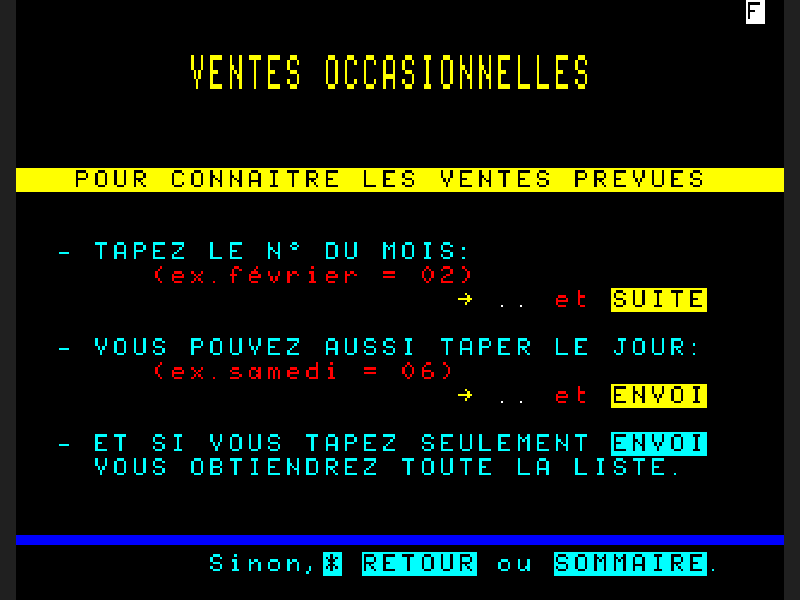 F
VENTES OCCASIONNELLES
POUR CONNAITRE LES VENTES PREVUES
- TAPEZ LE N° DU MOIS:
(ex.février = 02)
→ .. et SUITE
- VOUS POUVEZ AUSSI TAPER LE JOUR:
(ex.samedi = 06)
→ .. et ENVOI
- ET SI VOUS TAPEZ SEULEMENT ENVOI
VOUS OBTIENDREZ TOUTE LA LISTE.
Sinon,* RETOUR ou SOMMAIRE.